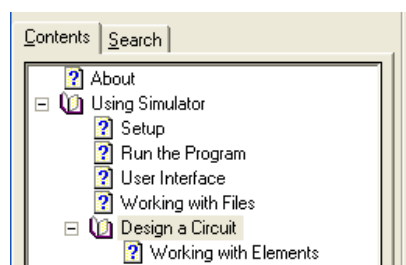 Contents Search
About
Using Simulator
Setup
Run the Program
User Interface
Working with Files
Design a Circuit
Working with Elements